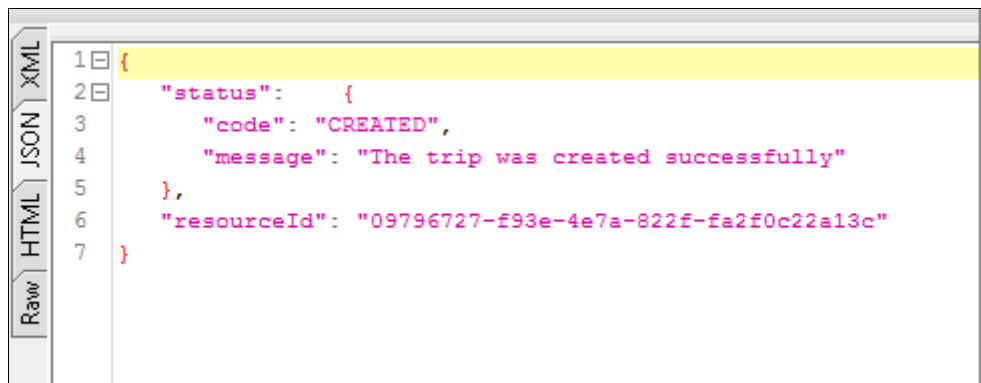 XML
JSON
HTML
Raw
1 {
2 "status": {
3 "code": "CREATED",
4 "message": "The trip was created successfully"
5 },
6 "resourceId": "09796727-f93e-4e7a-822f-fa2f0c22a13c"
7 }